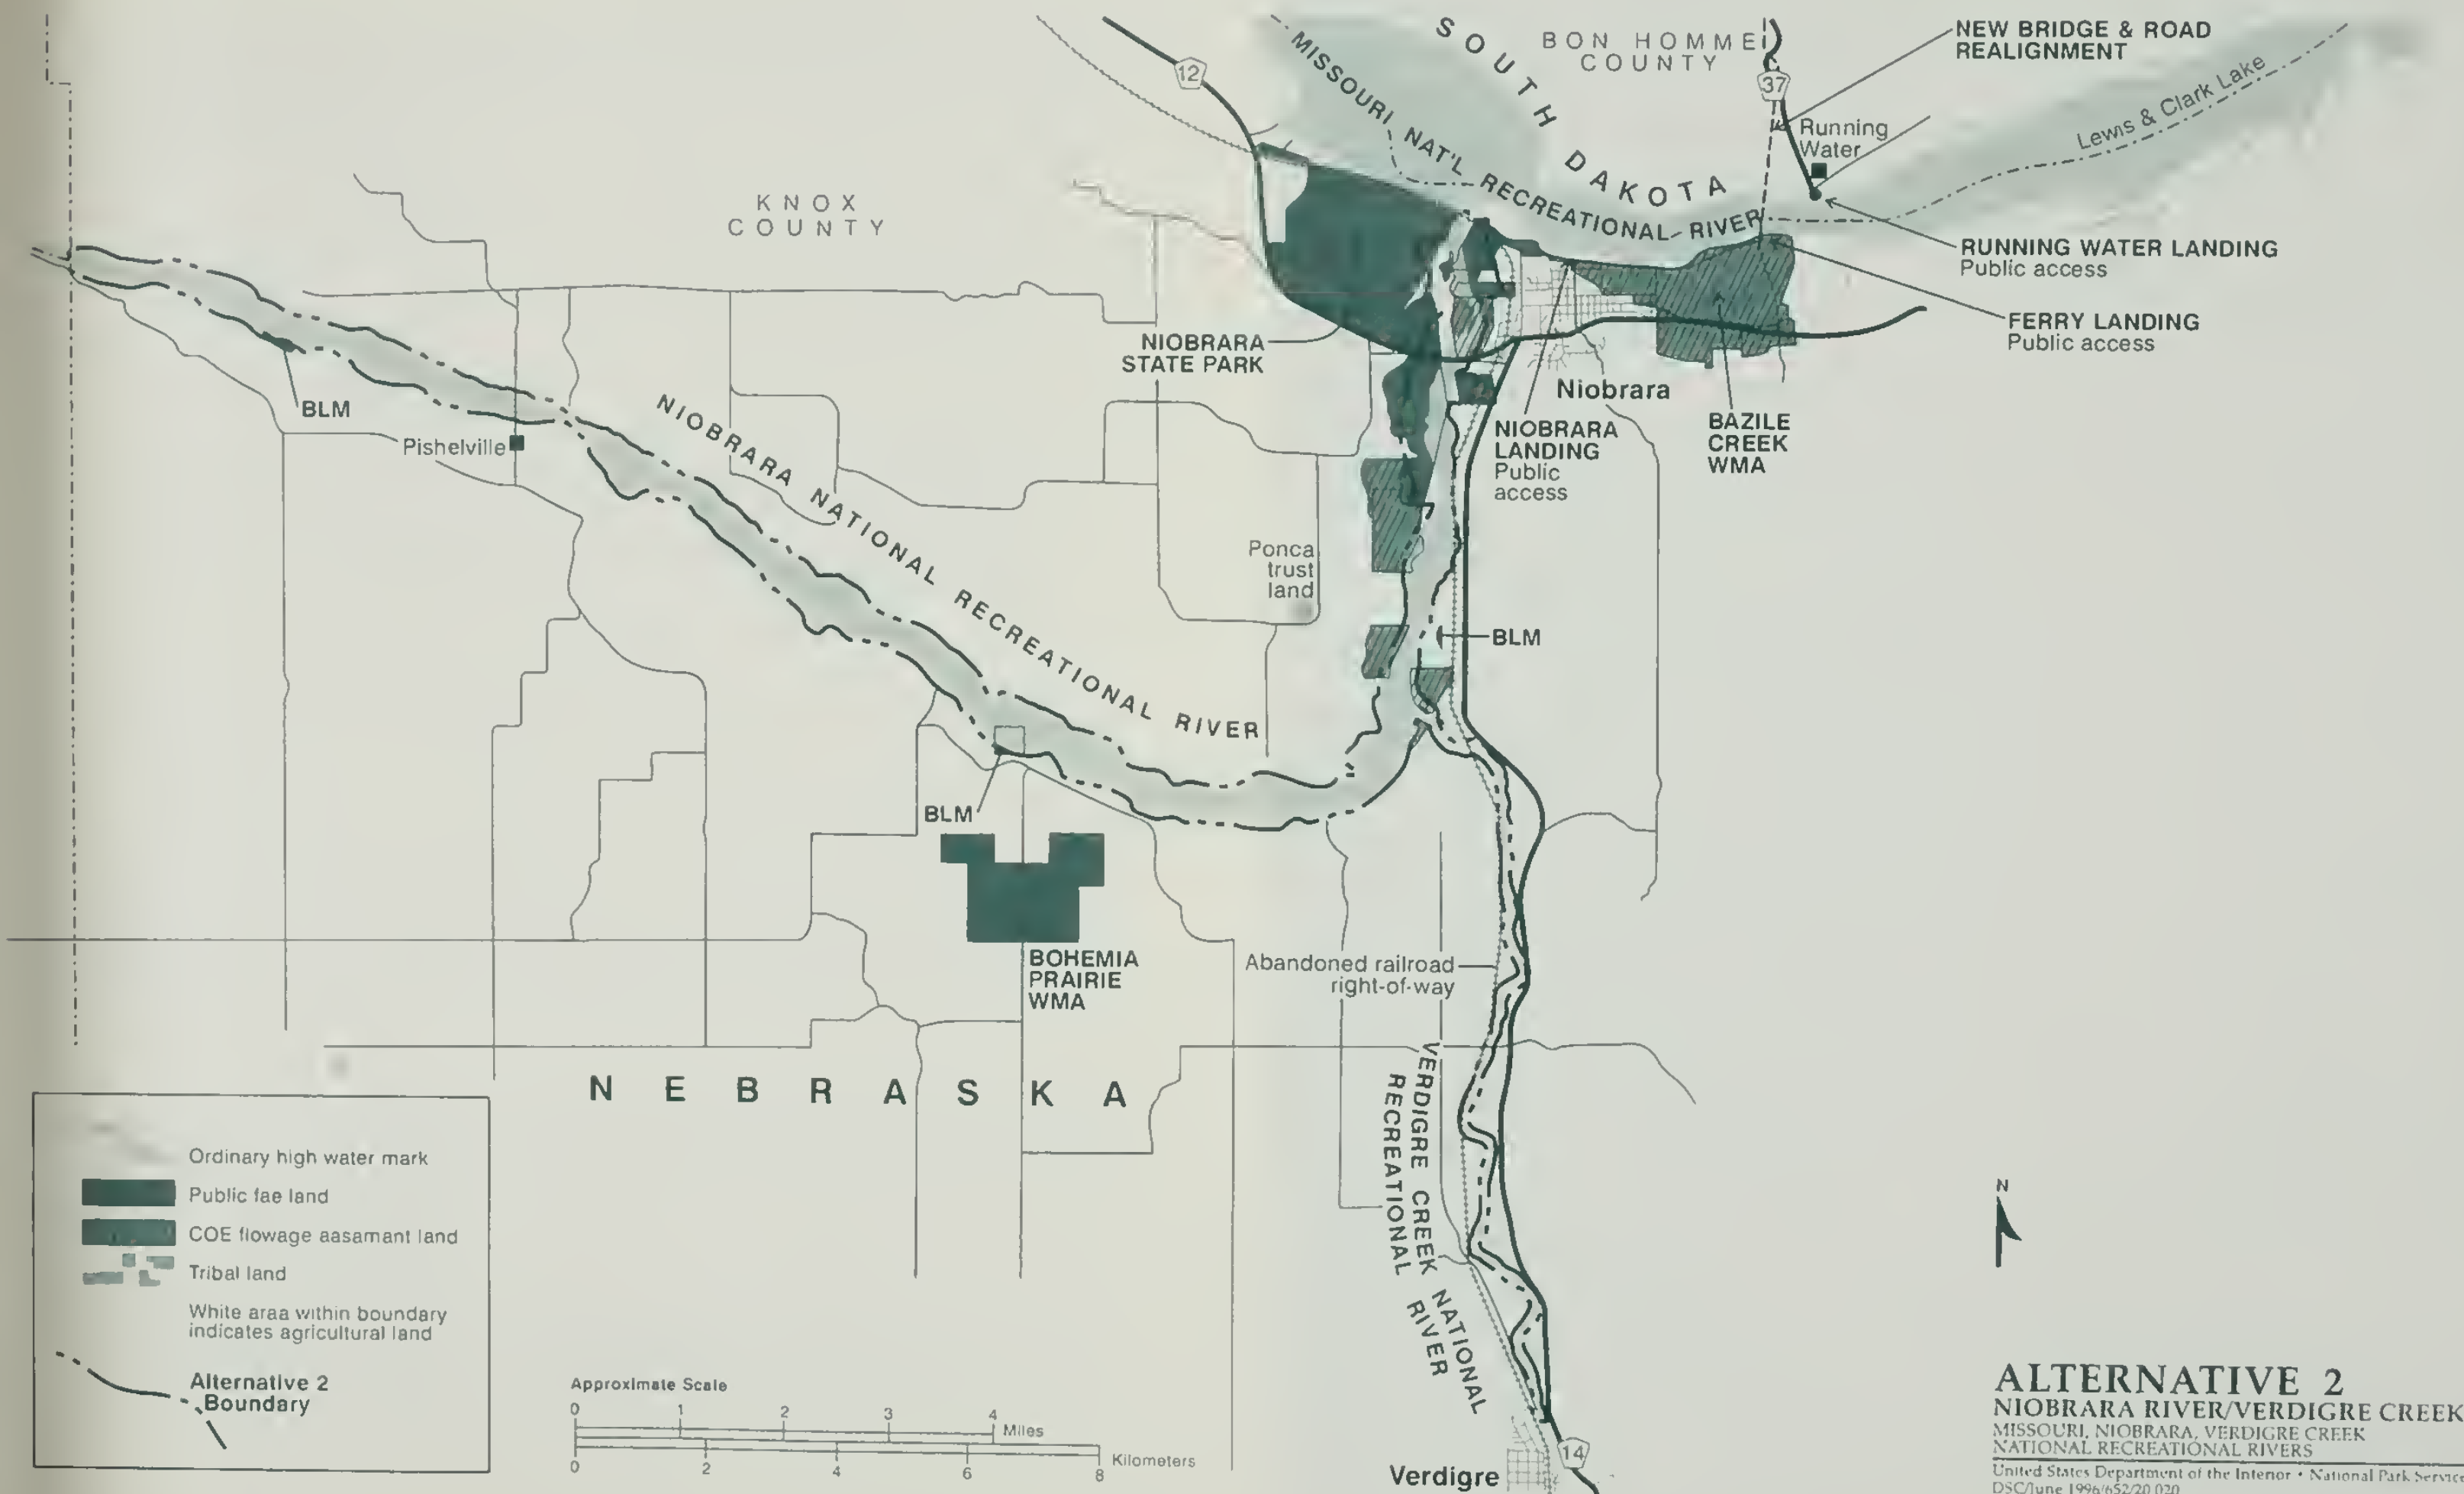 SOUTH DAKOTA
BON HOMME
COUNTY
NEW BRIDGE & ROAD
REALIGNMENT
12
37
MISSOURI NAT'L RECREATIONAL RIVER
Running
Water
Lewis & Clark Lake
KNOX
COUNTY
RUNNING WATER LANDING
Public access
FERRY LANDING
Public access
NIOBRARA
STATE PARK
Niobrara
BLM
Pishelville
NIOBRARA NATIONAL RECREATIONAL RIVER
NIOBRARA
LANDING
Public
access
BAZILE
CREEK
WMA
Ponca
trust
land
BLM
BLM
BOHEMIA
PRAIRIE
WMA
Abandoned railroad
right-of-way
NEBRASKA
VERDIGRE CREEK NATIONAL
RECREATIONAL RIVER
Ordinary high water mark
Public fae land
COE flowage aasamant land
Tribal land
White araa within boundary
indicates agricultural land
Alternative 2
Boundary
Approximate Scale
0 1 2 3 4
Miles
Kilometers
0 2 4 6 8
14
Verdigre
N
ALTERNATIVE 2
NIOBRARA RIVER/VERDIGRE CREEK
MISSOURI, NIOBRARA, VERDIGRE CREEK
NATIONAL RECREATIONAL RIVERS
United States Department of the Interior • National Park Service
DSC/June 1996/652/20,020